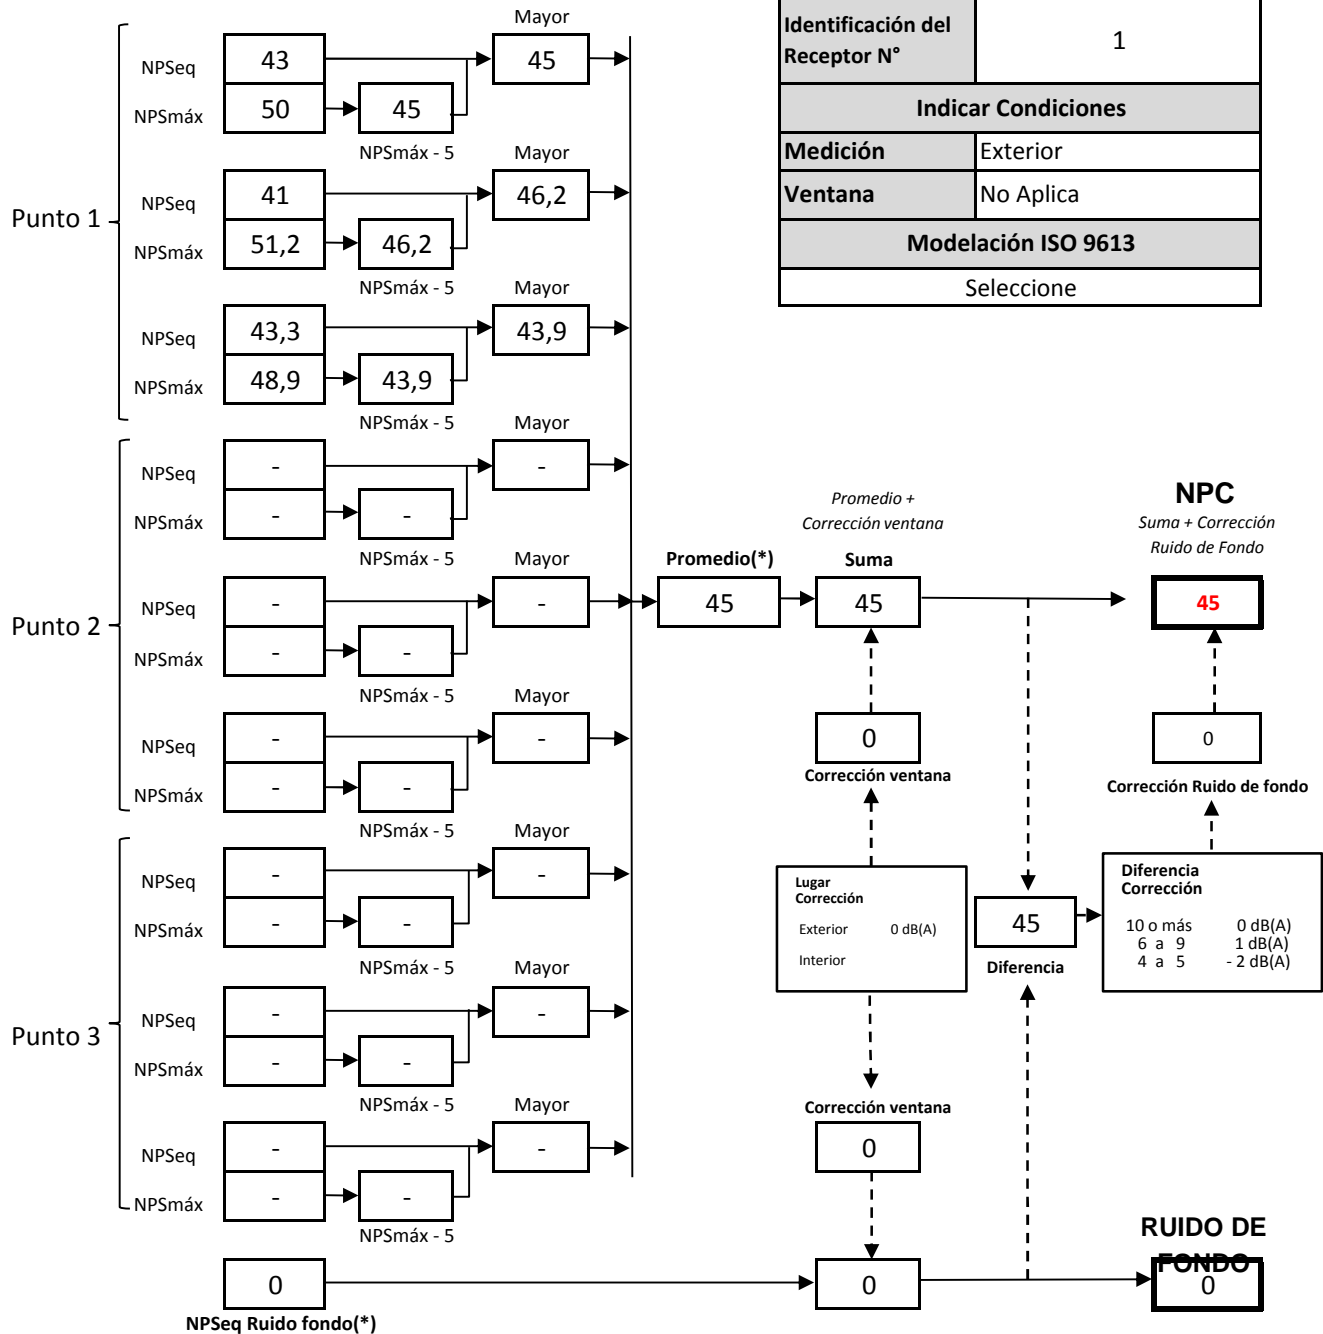 Identificación del
Receptor N°
1
Indicar Condiciones
Medición
Exterior
Ventana
No Aplica
Modelación ISO 9613
Seleccione
Punto 1
Mayor
NPSeq
43
45
NPSmáx
50
45
NPSmáx - 5
Mayor
NPSeq
41
46,2
NPSmáx
51,2
46,2
NPSmáx - 5
Mayor
NPSeq
43,3
43,9
NPSmáx
48,9
43,9
NPSmáx - 5
Punto 2
Mayor
NPSeq
-
-
NPSmáx
-
-
NPSmáx - 5
Mayor
NPSeq
-
-
NPSmáx
-
-
NPSmáx - 5
Mayor
NPSeq
-
-
NPSmáx
-
-
NPSmáx - 5
Punto 3
Mayor
NPSeq
-
-
NPSmáx
-
-
NPSmáx - 5
NPSeq
-
-
NPSmáx
-
-
NPSmáx - 5
Mayor
NPSeq
-
-
NPSmáx
-
-
NPSmáx - 5
0
NPSeq Ruido fondo(*)
Promedio(*)
45
Promedio +
Corrección ventana
Suma
45
0
Corrección ventana
Lugar
Corrección
Exterior 0 dB(A)
Interior
Corrección ventana
0
0
45
Diferencia
NPC
Suma + Corrección
Ruido de Fondo
45
0
Corrección Ruido de fondo
Diferencia
Corrección
10 o más 0 dB(A)
6 a 9 1 dB(A)
4 a 5 - 2 dB(A)
RUIDO DE
FONDO
0